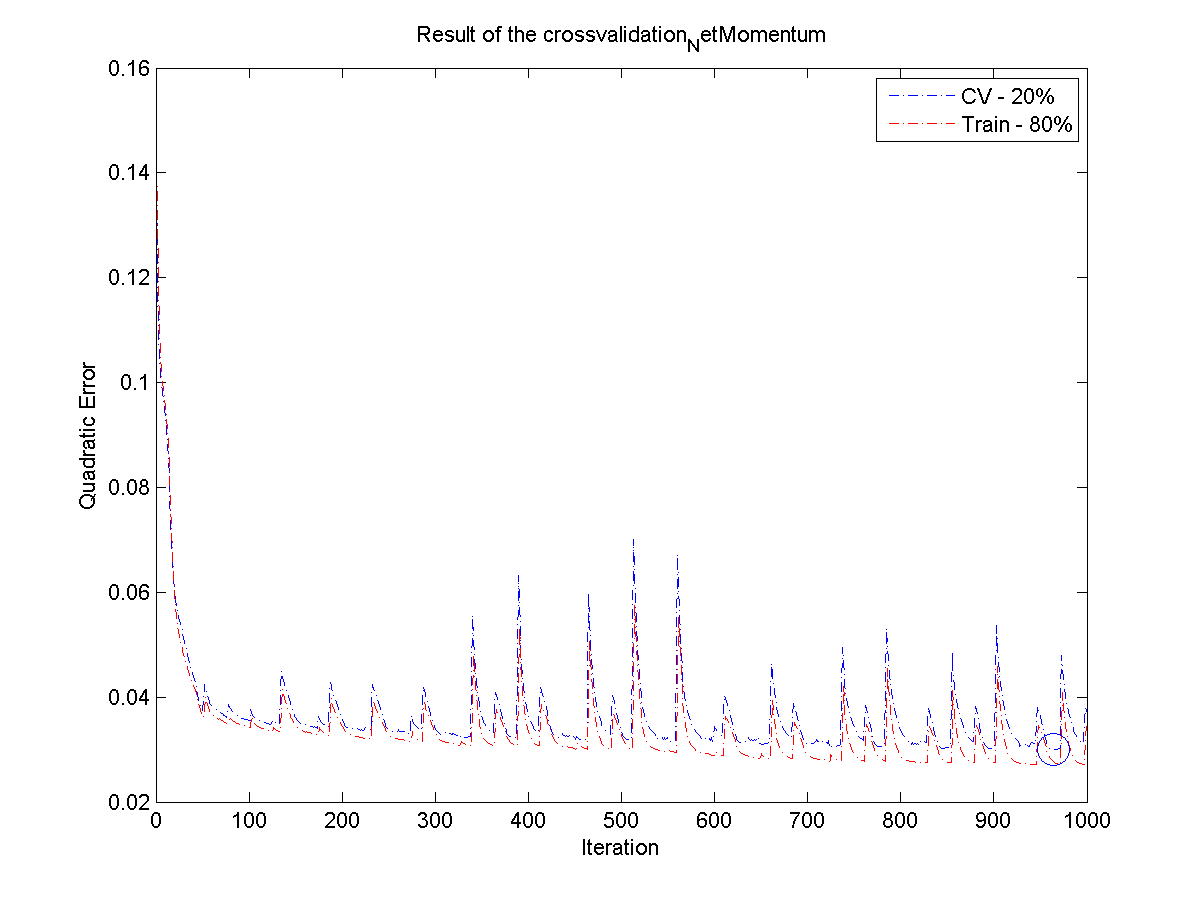 Result of the crossvalidation_NetMomentum
CV - 20%
Train - 80%
0.16
0.14
0.12
0.1
0.08
0.06
0.04
0.02
Quadratic Error
0 100 200 300 400 500 600 700 800 900 1000
Iteration